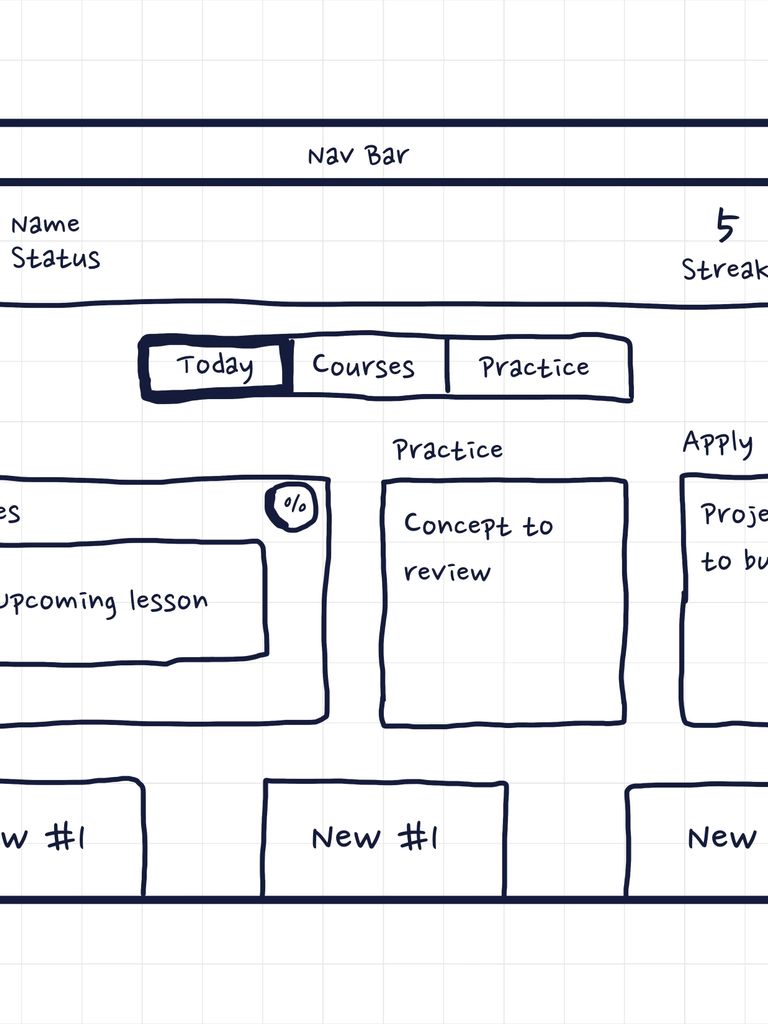 Nav Bar
Name
Status
5
Streak
Today Courses Practice
Practice
Apply
es
%
Upcoming lesson
Concept to
review
Proje
to bu
w #1
New #1
New